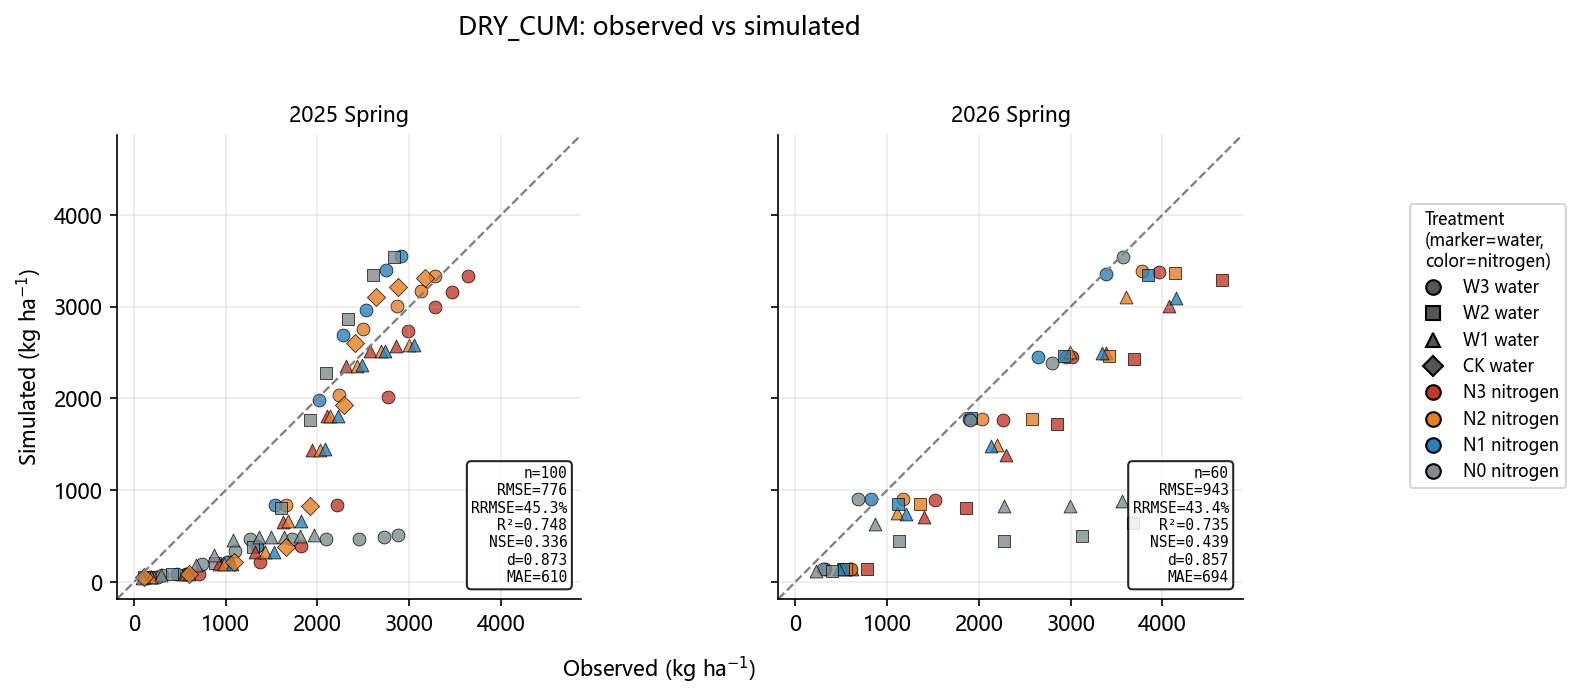 DRY_CUM: observed vs simulated
2025 Spring
2026 Spring
Simulated (kg ha⁻¹)
4000
3000
2000
1000
0
n=100
RMSE=776
RRMSE=45.3%
R²=0.748
NSE=0.336
d=0.873
MAE=610
n=60
RMSE=943
RRMSE=43.4%
R²=0.735
NSE=0.439
d=0.857
MAE=694
0 1000 2000 3000 4000
0 1000 2000 3000 4000
Observed (kg ha⁻¹)
Treatment
(marker=water,
color=nitrogen)
W3 water
W2 water
W1 water
CK water
N3 nitrogen
N2 nitrogen
N1 nitrogen
N0 nitrogen